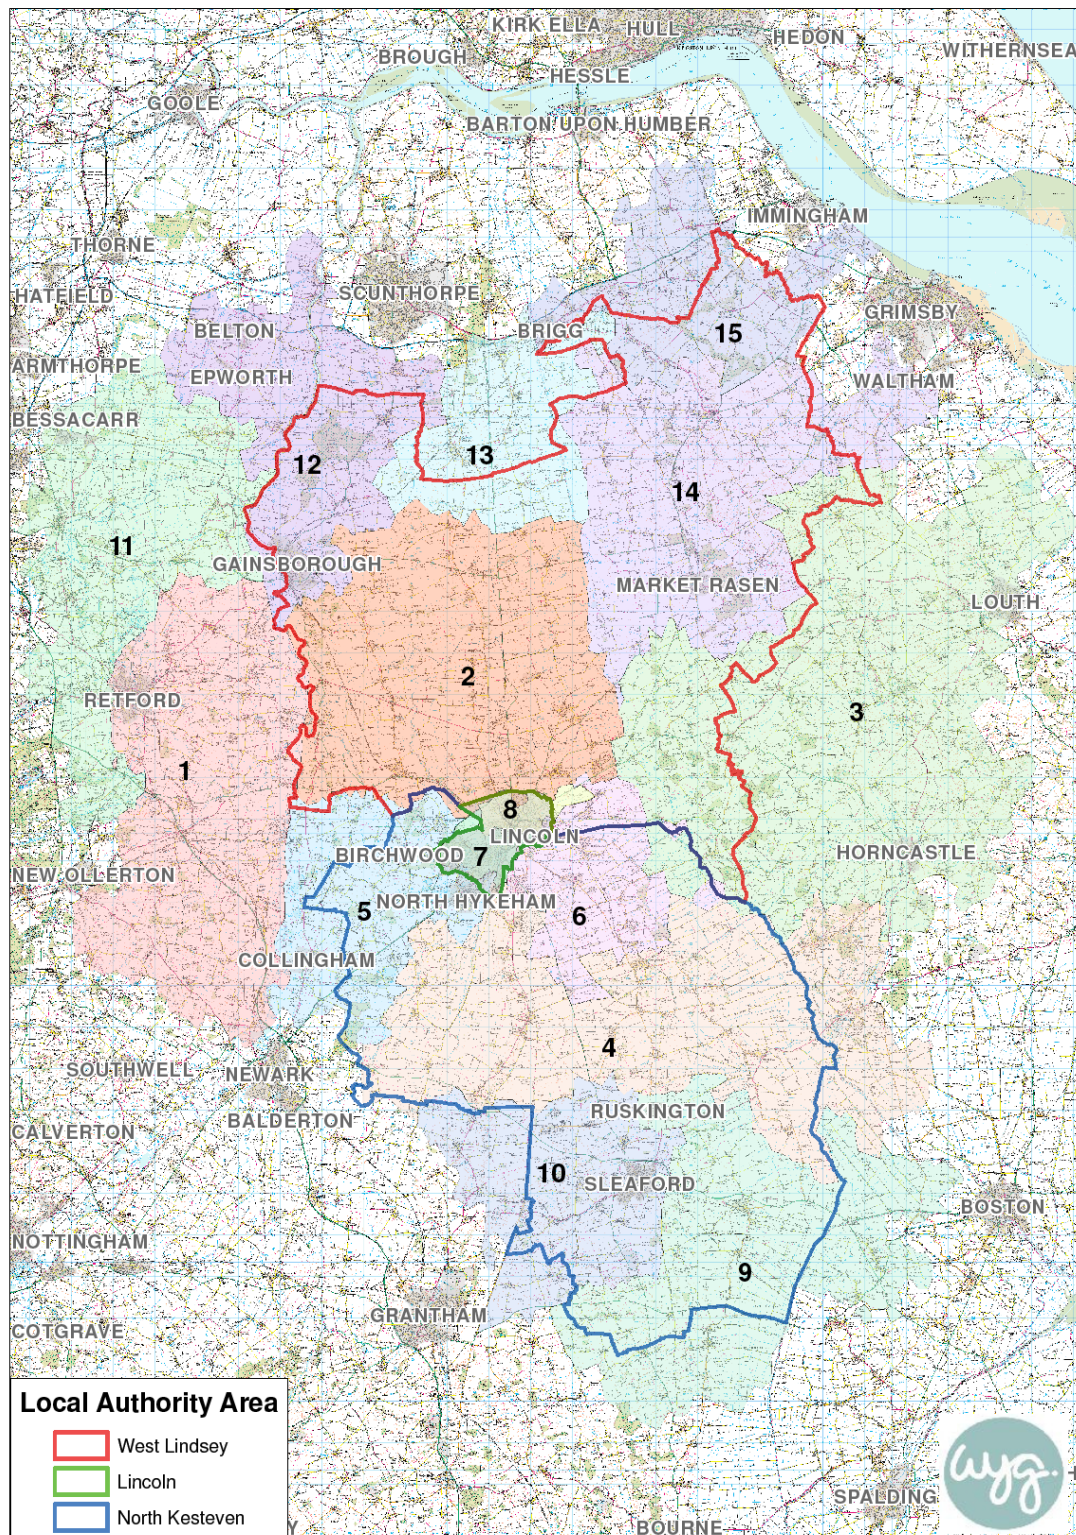 KIRK ELLA
HULL
HEDON
BROUGH
WITHERNSEA
HESSLE
GOOLE
BARTON UPON HUMBER
IMMINGHAM
THORNE
HATFIELD
SCUNTHORPE
GRIMSBY
BELTON
BRIGG
15
ARMTHORPE
EPWORTH
WALTHAM
BESSACARR
12
13
14
11
GAINSBOROUGH
MARKET RASEN
LOUTH
2
RETFORD
3
1
8
LINCOLN
BIRCHWOOD
7
HORNCASTLE
NEW OLLERTON
NORTH HYKEHAM
5
6
COLLINGHAM
4
SOUTHWELL
NEWARK
RUSKINGTON
BALDERTON
CALVERTON
10
SLEAFORD
BOSTON
NOTTINGHAM
9
GRANTHAM
COTGRAVE
Local Authority Area
West Lindsey
Lincoln
North Kesteven
wyg.
SPALDING
BOURNE